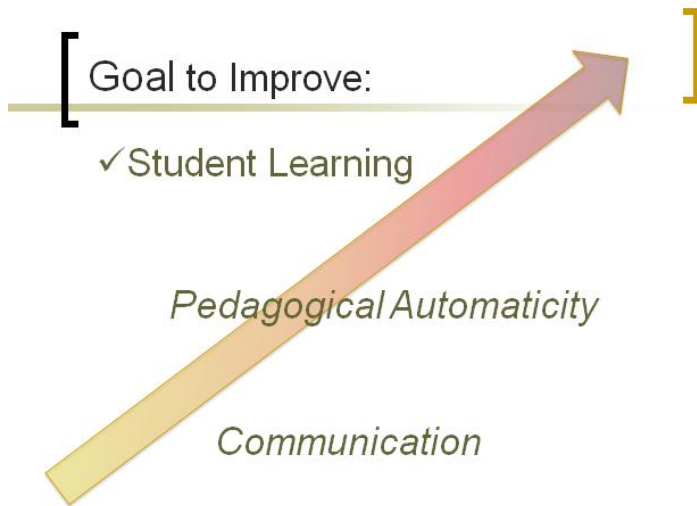 Goal to Improve:
✓Student Learning
Pedagogical Automaticity
Communication